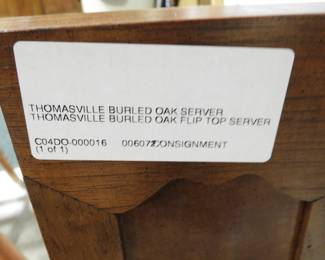 THOMASVILLE BURLED OAK SERVER
THOMASVILLE BURLED OAK FLIP TOP SERVER
C04DO-000016 CONSIGNMENT
(1 of 1)